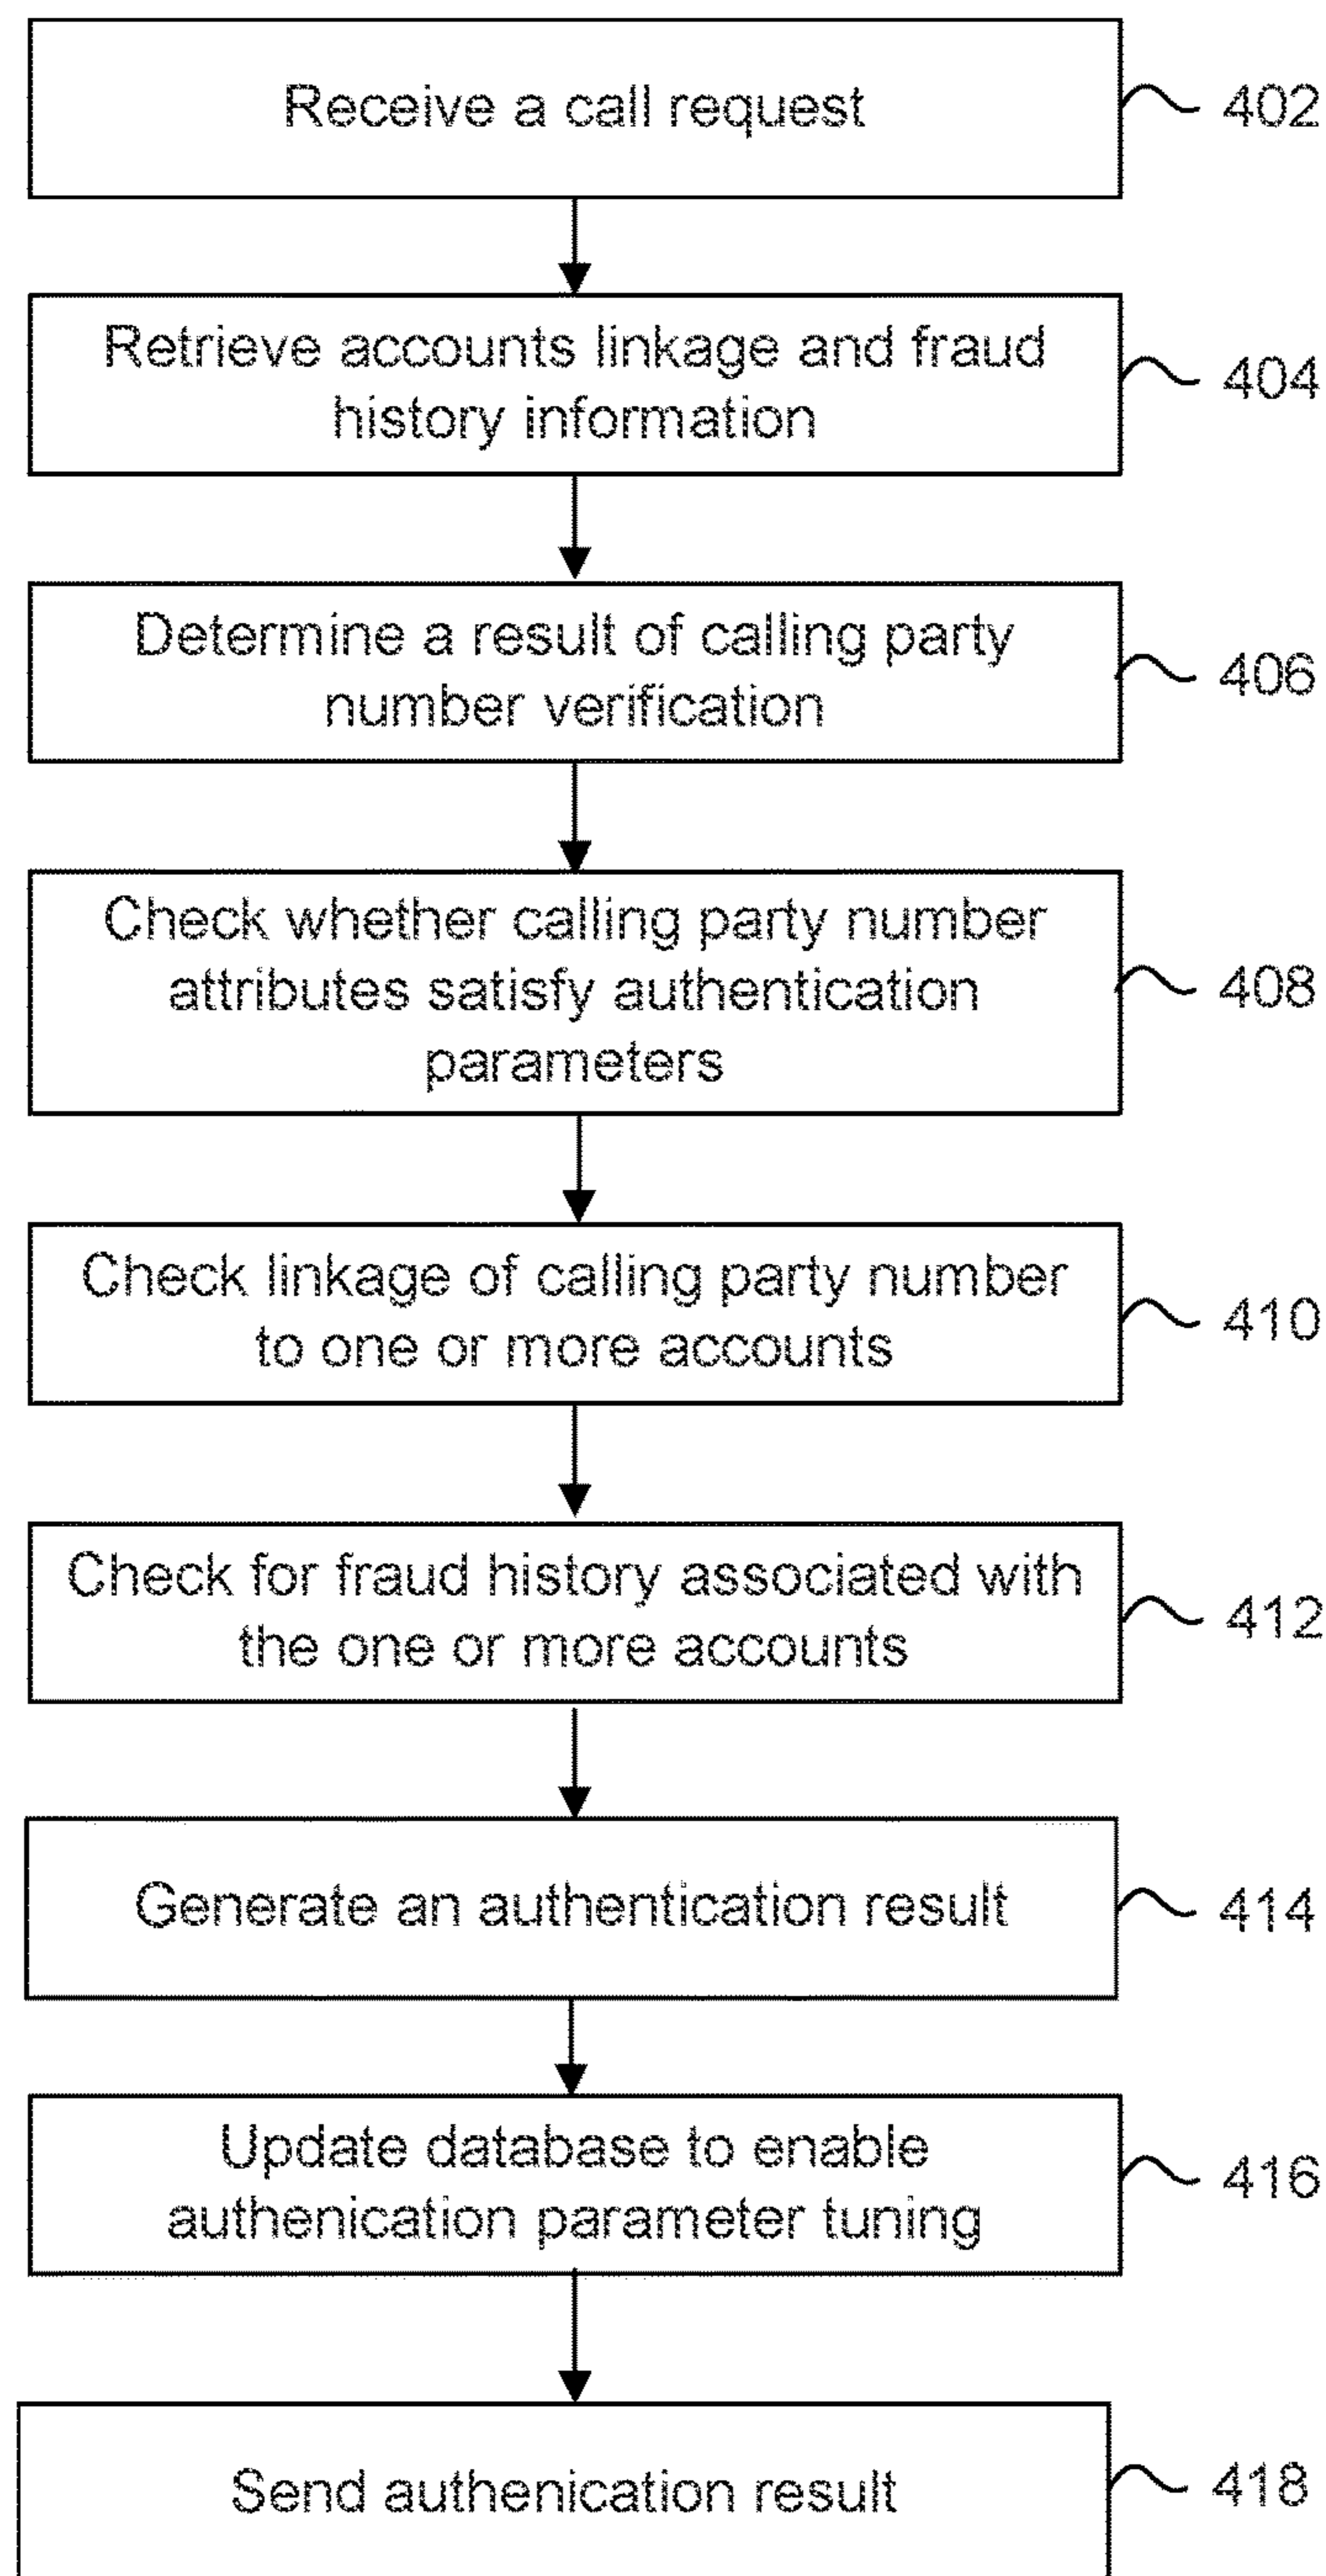 Receive a call request
402
Retrieve accounts linkage and fraud
history information
404
Determine a result of calling party
number verification
406
Check whether calling party number
attributes satisfy authentication
parameters
408
Check linkage of calling party number
to one or more accounts
410
Check for fraud history associated with
the one or more accounts
412
Generate an authentication result
414
Update database to enable
authenication parameter tuning
416
Send authenication result
418